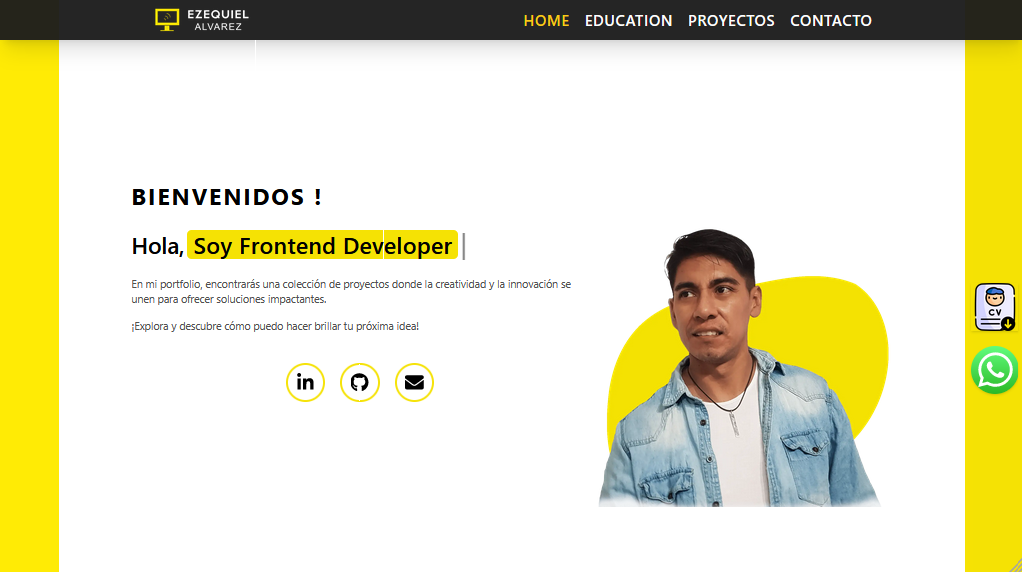 EZEQUIEL
ALVAREZ
HOME EDUCATION PROYECTOS CONTACTO
BIENVENIDOS !
Hola, Soy Frontend Developer
En mi portfolio, encontrarás una colección de proyectos donde la creatividad y la innovación se
unen para ofrecer soluciones impactantes.
¡Explora y descubre cómo puedo hacer brillar tu próxima idea!
in
CV